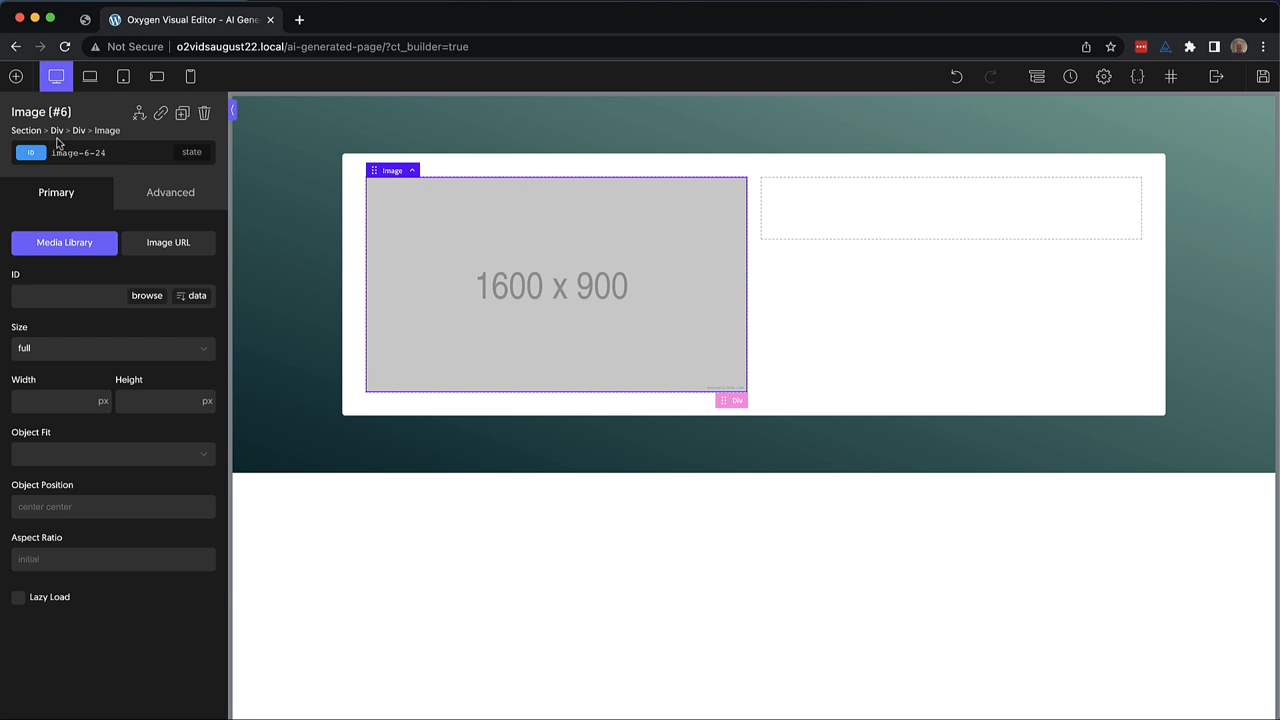 Oxygen Visual Editor - AI Gene
Not Secure
o2vidsaugust22.local/ai-generated-page/?ct_builder=true
Image (#6)
Section > Div > Div > Image
ID
image-6-24
state
Primary
Advanced
Media Library
Image URL
ID
browse
data
Size
full
Width
Height
px
px
Object Fit
Object Position
center center
Aspect Ratio
initial
Lazy Load
Image
1600 x 900
Div